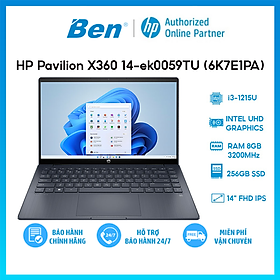 Ben
hp
Authorized
Online Partner
HP Pavilion X360 14-ek0059TU (6K7E1PA)
i3-1215U
INTEL UHD
GRAPHICS
RAM 8GB
3200MHz
256GB SSD
14" FHD IPS
BẢO HÀNH
CHÍNH HÃNG
HỖ TRỢ
BẢO HÀNH 24/7
MIỄN PHÍ
VẬN CHUYỂN